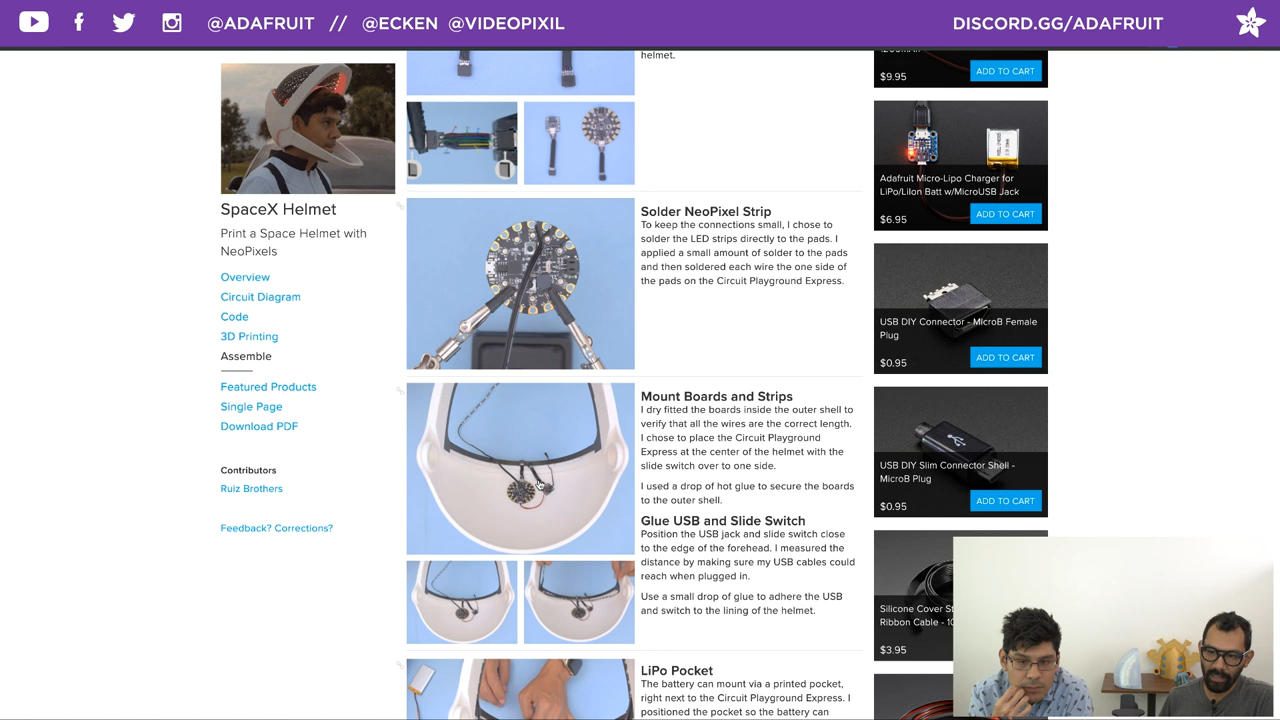 @ADAFRUIT // @ECKEN @VIDEOPIXIL
DISCORD.GG/ADAFRUIT
SpaceX Helmet
Print a Space Helmet with
NeoPixels
Overview
Circuit Diagram
Code
3D Printing
Assemble
Featured Products
Single Page
Download PDF
Contributors
Ruiz Brothers
Feedback? Corrections?
helmet.
Solder NeoPixel Strip
To keep the connections small, I chose to
solder the LED strips directly to the pads. I
applied a small amount of solder to the pads
and then soldered each wire the one side of
the pads on the Circuit Playground Express.
Mount Boards and Strips
I dry fitted the boards inside the outer shell to
verify that all the wires are the correct length.
I chose to place the Circuit Playground
Express at the center of the helmet with the
slide switch over to one side.
I used a drop of hot glue to secure the boards
to the outer shell.
Glue USB and Slide Switch
Position the USB jack and slide switch close
to the edge of the forehead. I measured the
distance by making sure my USB cables could
reach when plugged in.
Use a small drop of glue to adhere the USB
and switch to the lining of the helmet.
LiPo Pocket
The battery can mount via a printed pocket,
right next to the Circuit Playground Express. I
positioned the pocket so the battery can
$9.95
ADD TO CART
Adafruit Micro-Lipo Charger for
LiPo/LiIon Batt w/MicroUSB Jack
$6.95
ADD TO CART
USB DIY Connector - MicroB Female
Plug
$0.95
ADD TO CART
USB DIY Slim Connector Shell -
MicroB Plug
$0.95
ADD TO CART
Silicone Cover St
Ribbon Cable - 10
$3.95